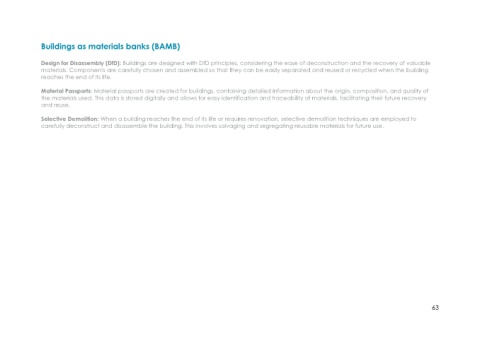 Buildings as materials banks (BAMB)
Design for Disassembly (DfD): Buildings are designed with DfD principles, considering the ease of deconstruction and the recovery of valuable
materials. Components are carefully chosen and assembled so that they can be easily separated and reused or recycled when the building
reaches the end of its life.
Material Passports: Material passports are created for buildings, containing detailed information about the origin, composition, and quality of
the materials used. This data is stored digitally and allows for easy identification and traceability of materials, facilitating their future recovery
and reuse.
Selective Demolition: When a building reaches the end of its life or requires renovation, selective demolition techniques are employed to
carefully deconstruct and disassemble the building. This involves salvaging and segregating reusable materials for future use.
63